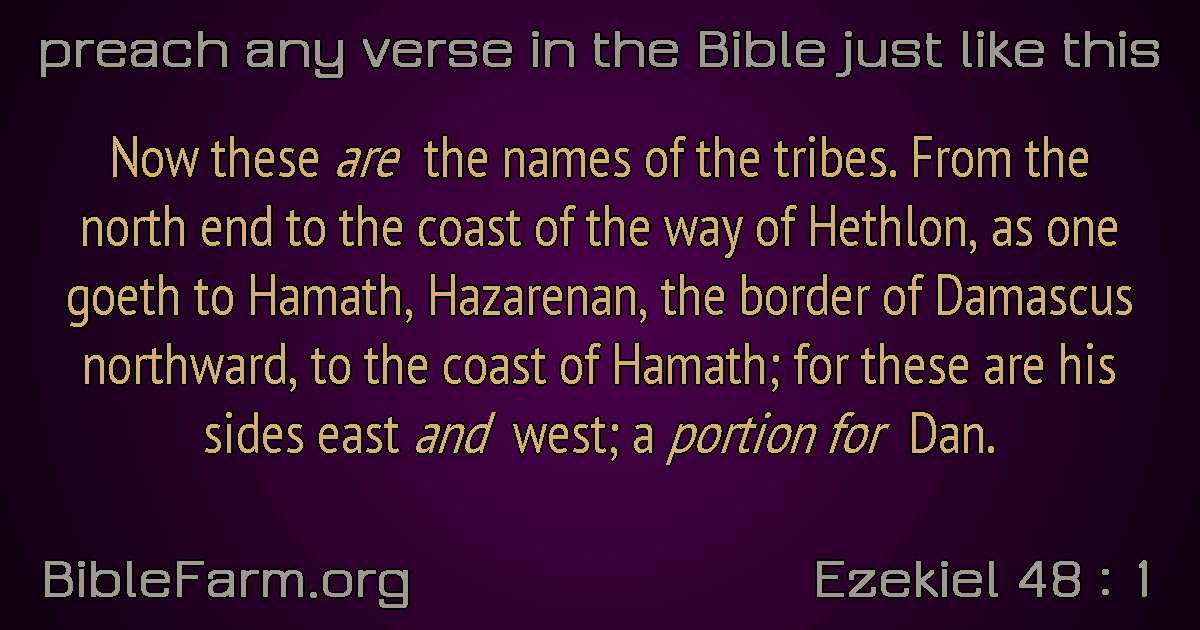 preach any verse in the Bible just like this
Now these are the names of the tribes. From the
north end to the coast of the way of Hethlon, as one
goeth to Hamath, Hazarenan, the border of Damascus
northward, to the coast of Hamath; for these are his
sides east and west; a portion for Dan.
BibleFarm.org
Ezekiel 48 : 1